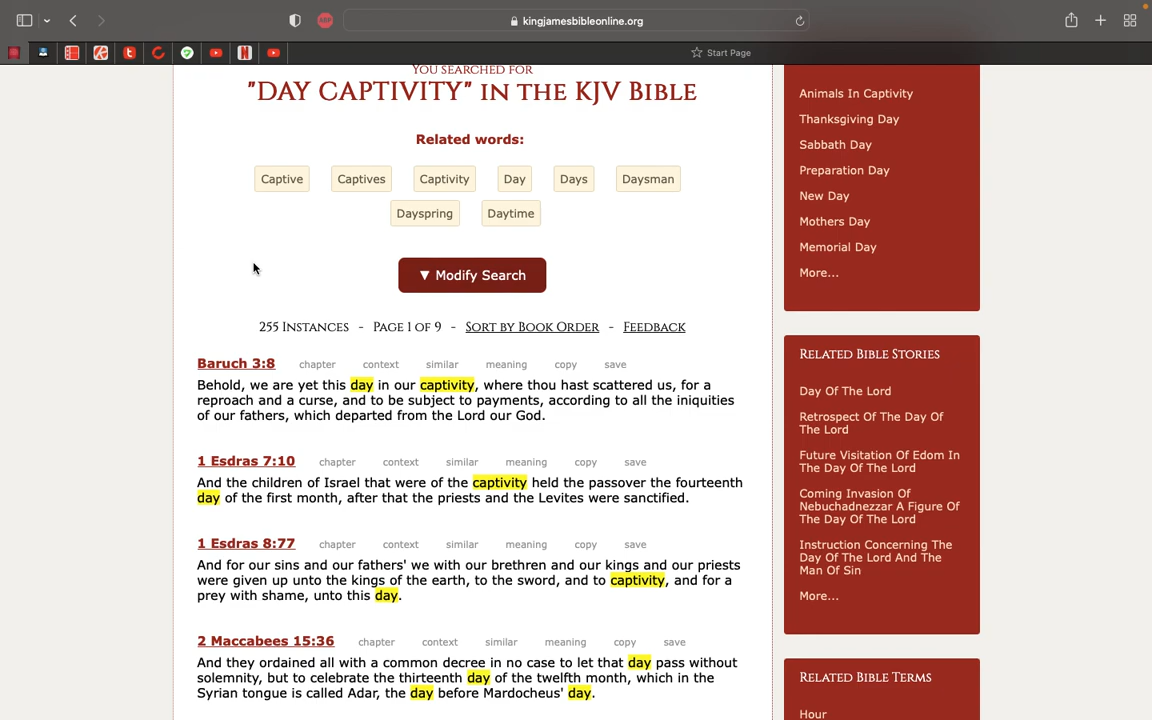 kingjamesbibleonline.org
ABP
Start Page
YOU SEARCHED FOR
"DAY CAPTIVITY" IN THE KJV BIBLE
Related words:
Captive Captives Captivity Day Days Daysman
Dayspring Daytime
▼ Modify Search
255 INSTANCES - PAGE 1 OF 9 - SORT BY BOOK ORDER - FEEDBACK
Baruch 3:8 chapter context similar meaning copy save
Behold, we are yet this day in our captivity, where thou hast scattered us, for a
reproach and a curse, and to be subject to payments, according to all the iniquities
of our fathers, which departed from the Lord our God.
1 Esdras 7:10 chapter context similar meaning copy save
And the children of Israel that were of the captivity held the passover the fourteenth
day of the first month, after that the priests and the Levites were sanctified.
1 Esdras 8:77 chapter context similar meaning copy save
And for our sins and our fathers' we with our brethren and our kings and our priests
were given up unto the kings of the earth, to the sword, and to captivity, and for a
prey with shame, unto this day.
2 Maccabees 15:36 chapter context similar meaning copy save
And they ordained all with a common decree in no case to let that day pass without
solemnity, but to celebrate the thirteenth day of the twelfth month, which in the
Syrian tongue is called Adar, the day before Mardocheus' day.
Animals In Captivity
Thanksgiving Day
Sabbath Day
Preparation Day
New Day
Mothers Day
Memorial Day
More...
RELATED BIBLE STORIES
Day Of The Lord
Retrospect Of The Day Of
The Lord
Future Visitation Of Edom In
The Day Of The Lord
Coming Invasion Of
Nebuchadnezzar A Figure Of
The Day Of The Lord
Instruction Concerning The
Day Of The Lord And The
Man Of Sin
More...
RELATED BIBLE TERMS
Hour